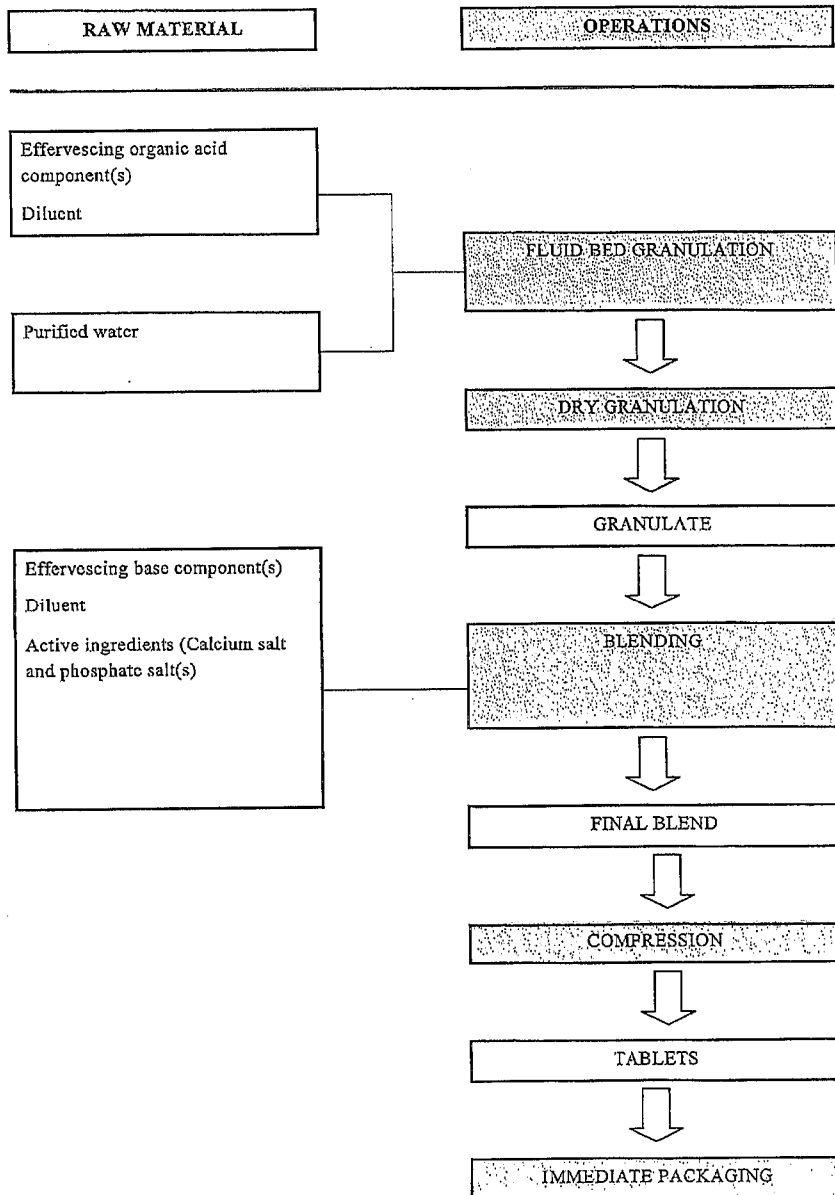 RAW MATERIAL
OPERATIONS
Effervescing organic acid
component(s)
Diluent
FLUID BED GRANULATION
Purified water
DRY GRANULATION
GRANULATE
Effervescing base component(s)
Diluent
Active ingredients (Calcium salt
and phosphate salt(s)
BLENDING
FINAL BLEND
COMPRESSION
TABLETS
IMMEDIATE PACKAGING